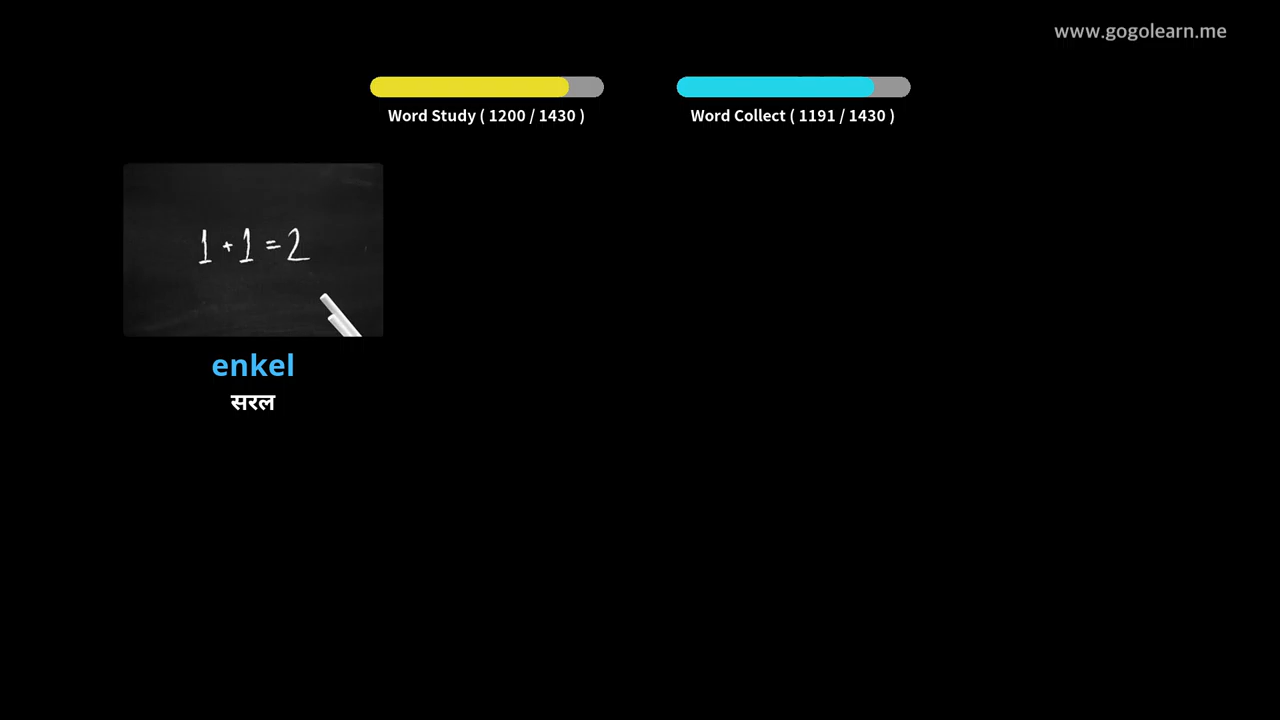 www.gogolearn.me
Word Study ( 1200 / 1430 )
Word Collect ( 1191 / 1430 )
1 + 1 = 2
enkel
सरल